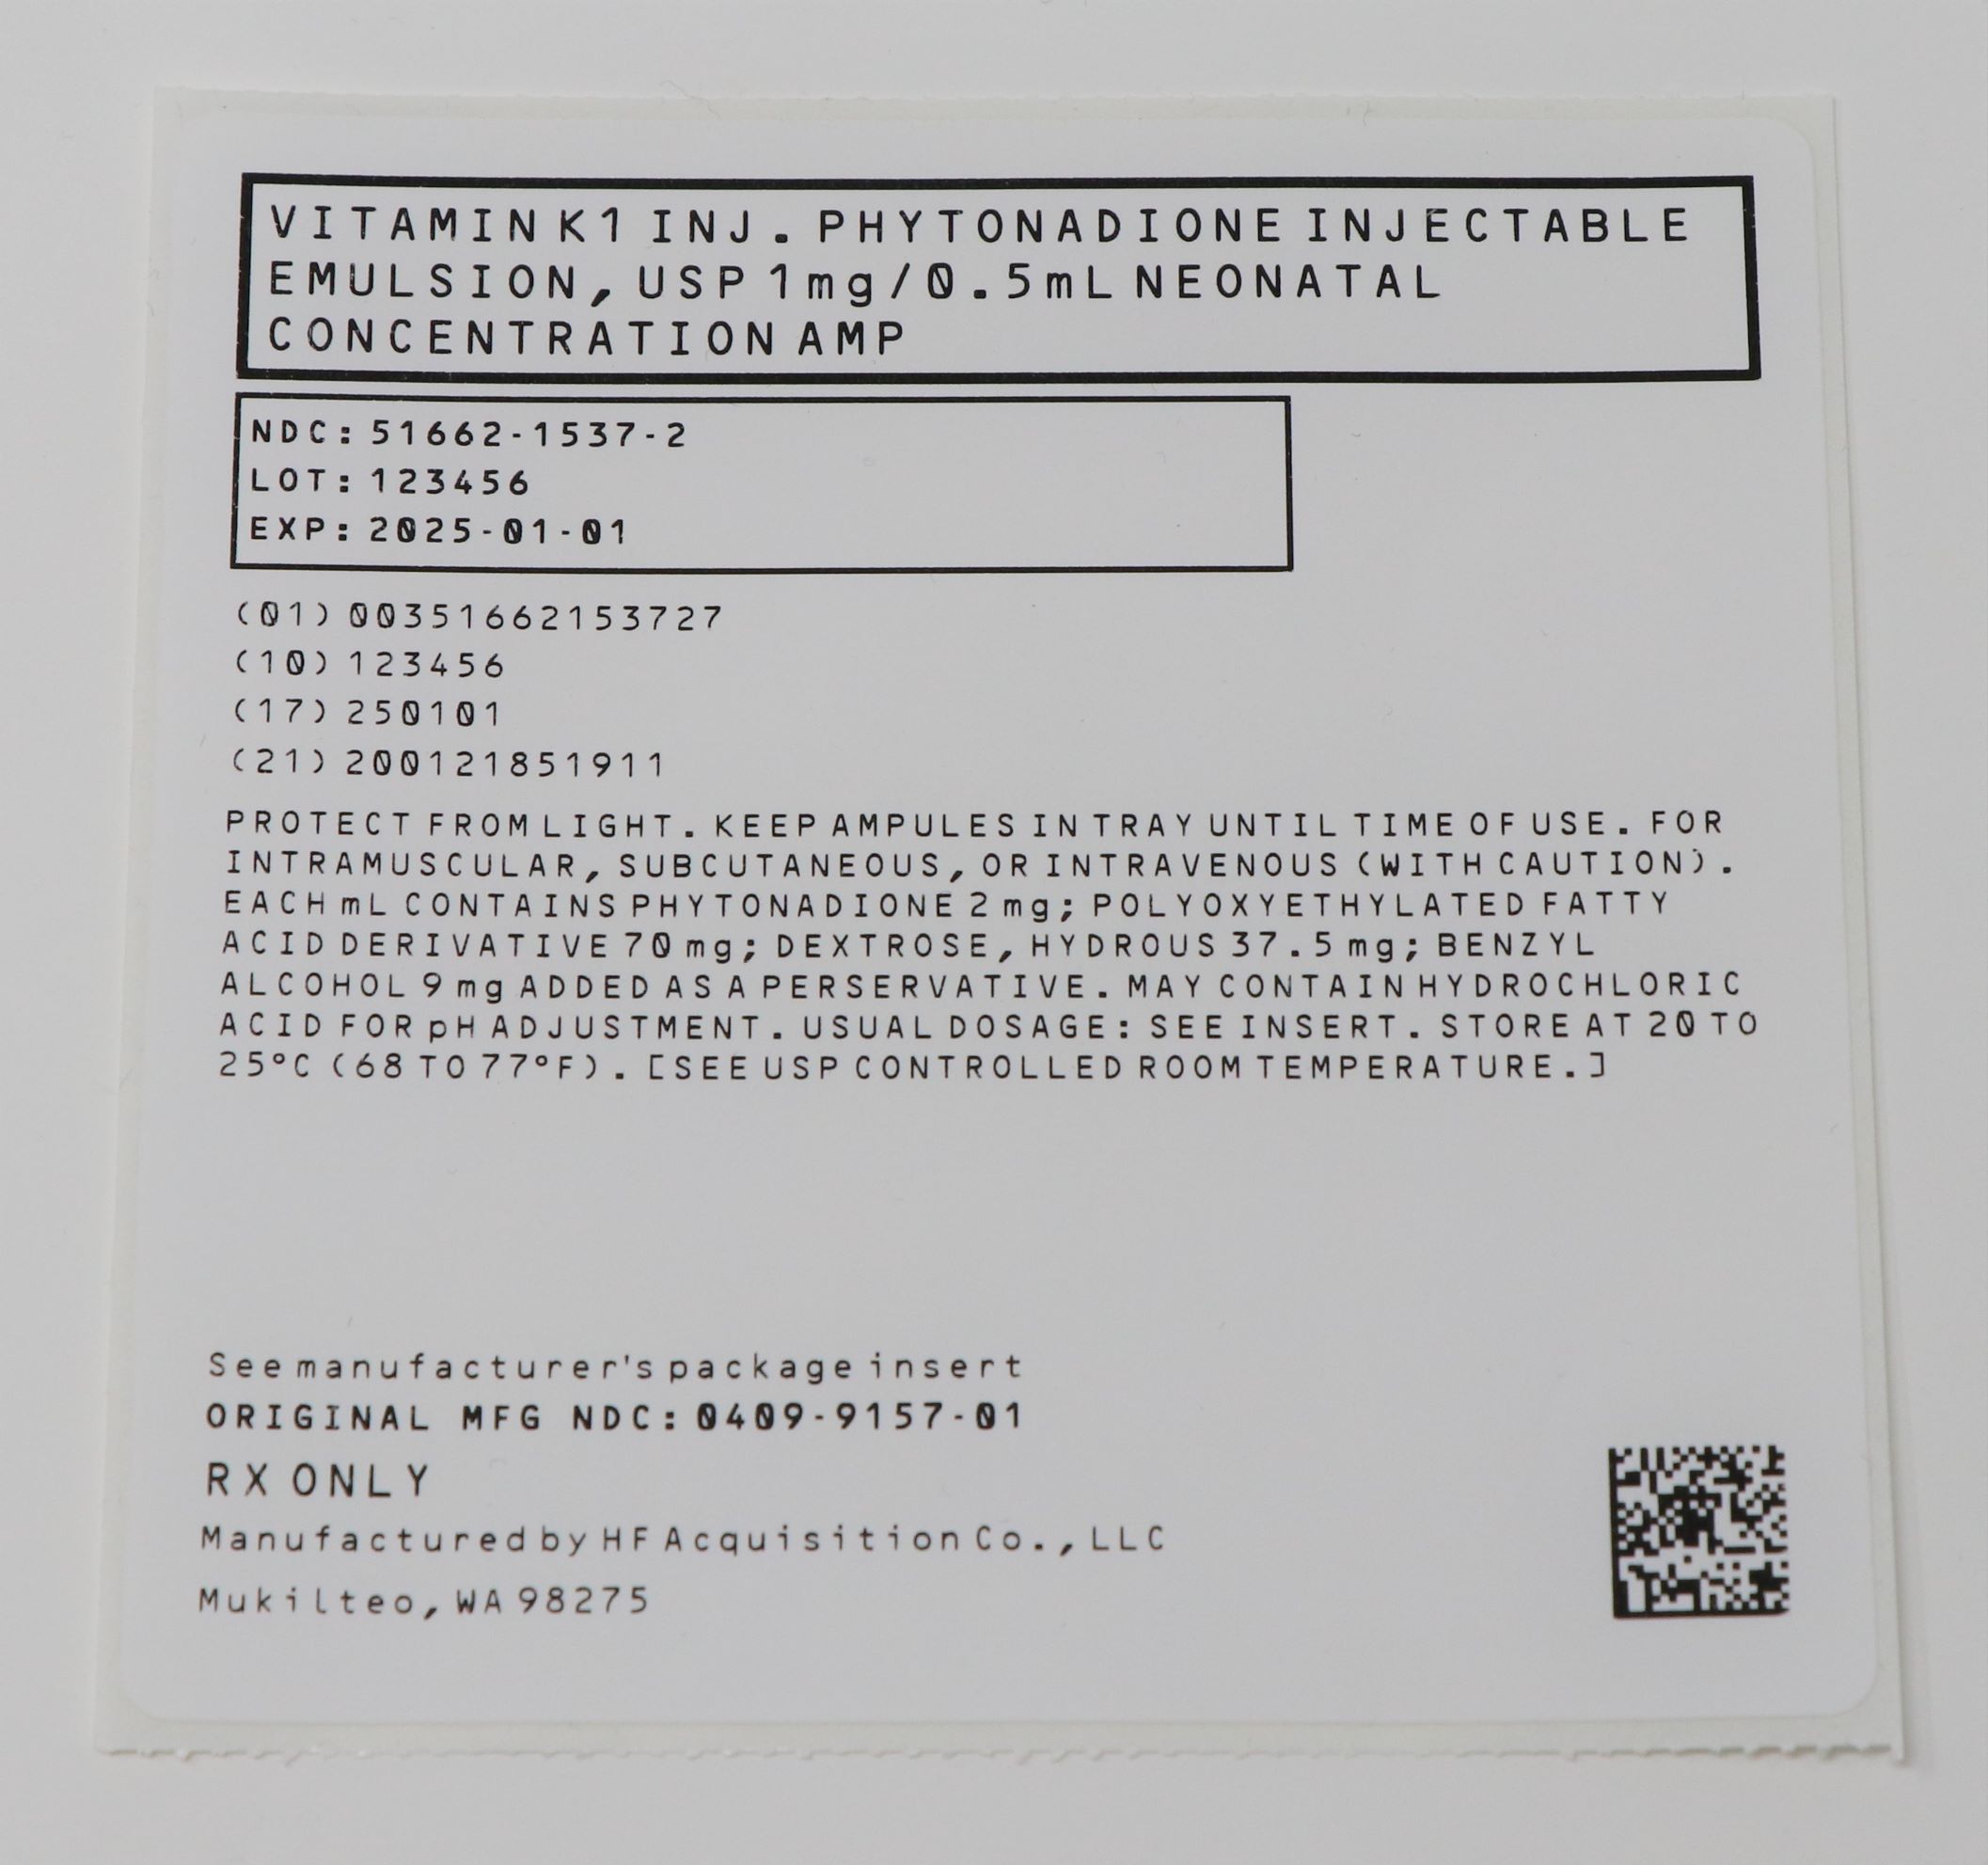 VITAMIN K1 INJ. PHYTONADIONE INJECTABLE
EMULSION, USP 1mg/0.5mL NEONATAL
CONCENTRATION AMP
NDC: 51662-1537-2
LOT: 123456
EXP: 2025-01-01
(01) 00351662153727
(10) 123456
(17) 250101
(21) 200121851911
PROTECT FROM LIGHT. KEEP AMPULES IN TRAY UNTIL TIME OF USE. FOR
INTRAMUSCULAR, SUBCUTANEOUS, OR INTRAVENOUS (WITH CAUTION).
EACH mL CONTAINS PHYTONADIONE 2 mg; POLYOXYETHYLATED FATTY
ACID DERIVATIVE 70 mg; DEXTROSE, HYDROUS 37.5 mg; BENZYL
ALCOHOL 9 mg ADDED AS A PERSERVATIVE. MAY CONTAIN HYDROCHLORIC
ACID FOR pH ADJUSTMENT. USUAL DOSAGE: SEE INSERT. STORE AT 20 TO
25°C (68 TO 77°F). [SEE USP CONTROLLED ROOM TEMPERATURE.]
See manufacturer's package insert
ORIGINAL MFG NDC: 0409-9157-01
RX ONLY
Manufactured by HF Acquisition Co., LLC
Mukilteo, WA 98275